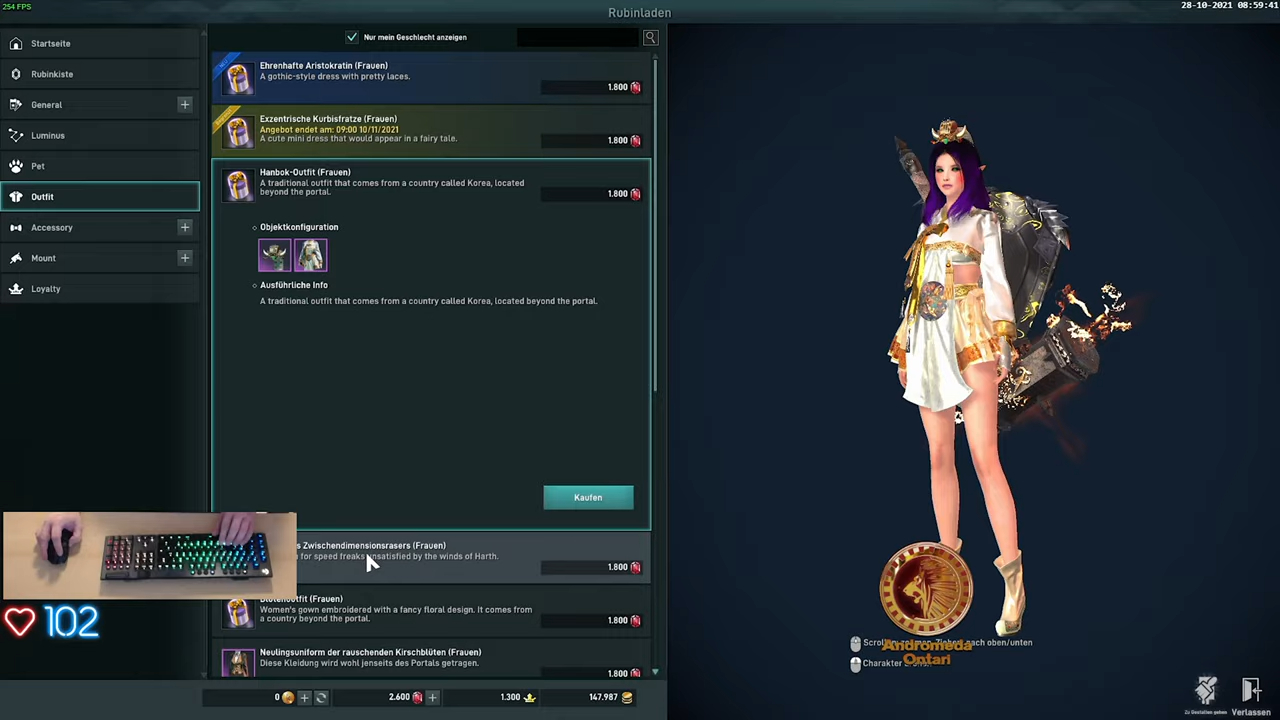 254 FPS
Rubinladen
28-10-2021 08:59:41
Startseite
Rubinkiste
General
Luminus
Pet
Outfit
Accessory
Mount
Loyalty
Nur mein Geschlecht anzeigen
Ehrenhafte Aristokratin (Frauen)
A gothic-style dress with pretty laces.
1.800
Exzentrische Kürbisfratze (Frauen)
Angebot endet am: 09:00 10/11/2021
A cute mini dress that would appear in a fairy tale.
1.800
Hanbok-Outfit (Frauen)
A traditional outfit that comes from a country called Korea, located
beyond the portal.
1.800
Objektkonfiguration
Ausführliche Info
A traditional outfit that comes from a country called Korea, located beyond the portal.
Kaufen
s Zwischendimensionsrasers (Frauen)
for speed freaks unsatisfied by the winds of Harth.
1.800
Blütenoutfit (Frauen)
Women's gown embroidered with a fancy floral design. It comes from
a country beyond the portal.
1.800
Neulingsuniform der rauschenden Kirschblüten (Frauen)
Diese Kleidung wird wohl jenseits des Portals getragen.
1.800
102
0
2.600
1.300
147.987
nach oben/unten
Andromeda
Ontari
Charakter
Verlassen